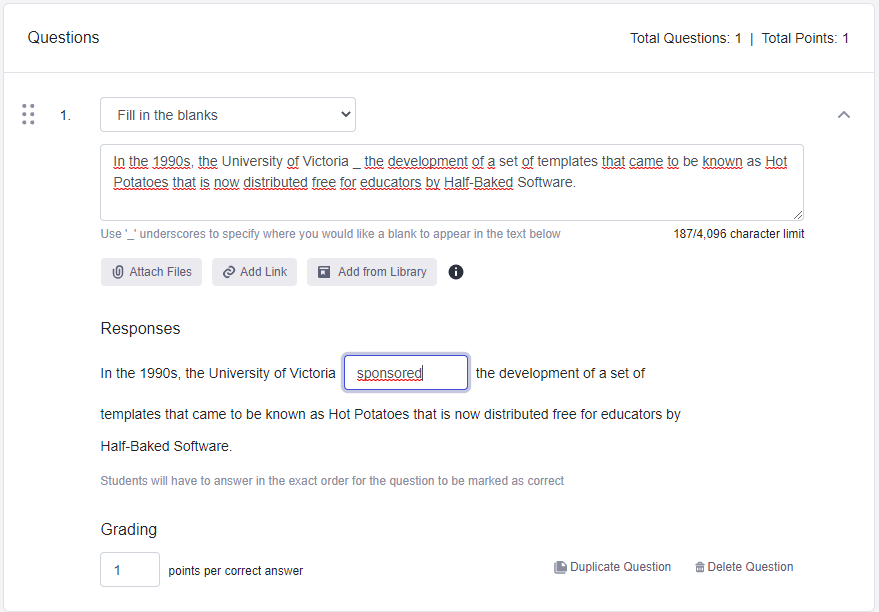 Questions
Total Questions: 1 | Total Points: 1
1.
Fill in the blanks
In the 1990s, the University of Victoria _ the development of a set of templates that came to be known as Hot
Potatoes that is now distributed free for educators by Half-Baked Software.
Use '_' underscores to specify where you would like a blank to appear in the text below
187/4,096 character limit
Attach Files
Add Link
Add from Library
Responses
In the 1990s, the University of Victoria sponsored the development of a set of
templates that came to be known as Hot Potatoes that is now distributed free for educators by
Half-Baked Software.
Students will have to answer in the exact order for the question to be marked as correct
Grading
1 points per correct answer
Duplicate Question
Delete Question